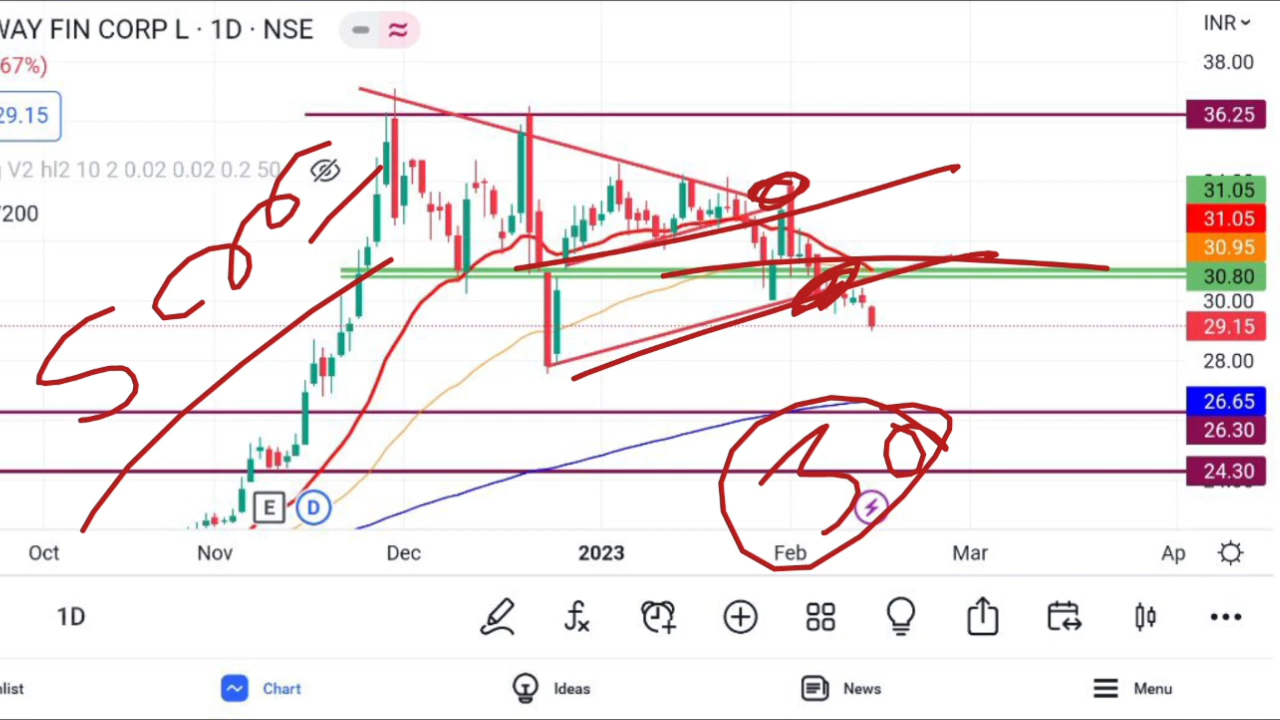 WAY FIN CORP L · 1D · NSE
INR
67%)
38.00
29.15
36.25
V2 hl2 10 2 0.02 0.02 0.2 50
31.05
/200
31.05
30.95
30.80
30.00
29.15
28.00
30
26.65
26.30
24.30
E D
Oct Nov Dec 2023 Feb Mar Ap
1D
list Chart Ideas News Menu